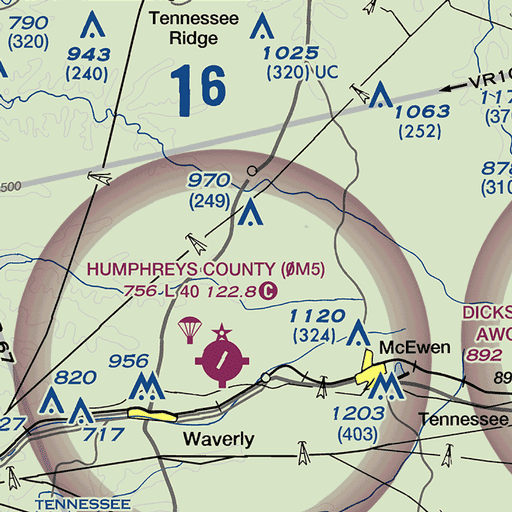 790
(320)
943
(240)
Tennessee
Ridge
1025
(320) UC
16
1063
(252)
VR10
117
(37
878
(310
500
970
(249)
HUMPHREYS COUNTY (ØM5)
756 L 40 122.8 C
1120
(324)
McEwen
DICKS
AWO
892
67
956
820
717
27
1203
(403)
89
Tennessee
Waverly
TENNESSEE